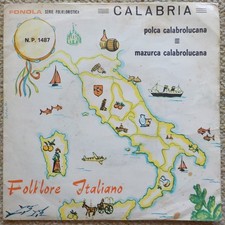 FONOLA SERIE FOLKLORISTICA
CALABRIA
polca calabrolucana
mazurca calabrolucana
N.P. 1487
Folklore Italiano